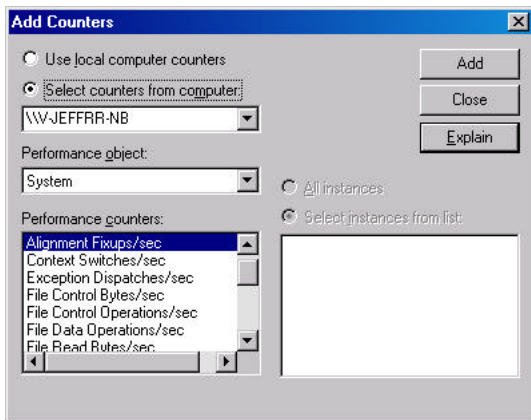 Add Counters
Use local computer counters
Select counters from computer:
\\V-JEFFRR-NB
Performance object:
System
Performance counters:
Alignment Fixups/sec
Context Switches/sec
Exception Dispatches/sec
File Control Bytes/sec
File Control Operations/sec
File Data Operations/sec
File Read Bytes/sec
Add
Close
Explain
All instances
Select instances from list: